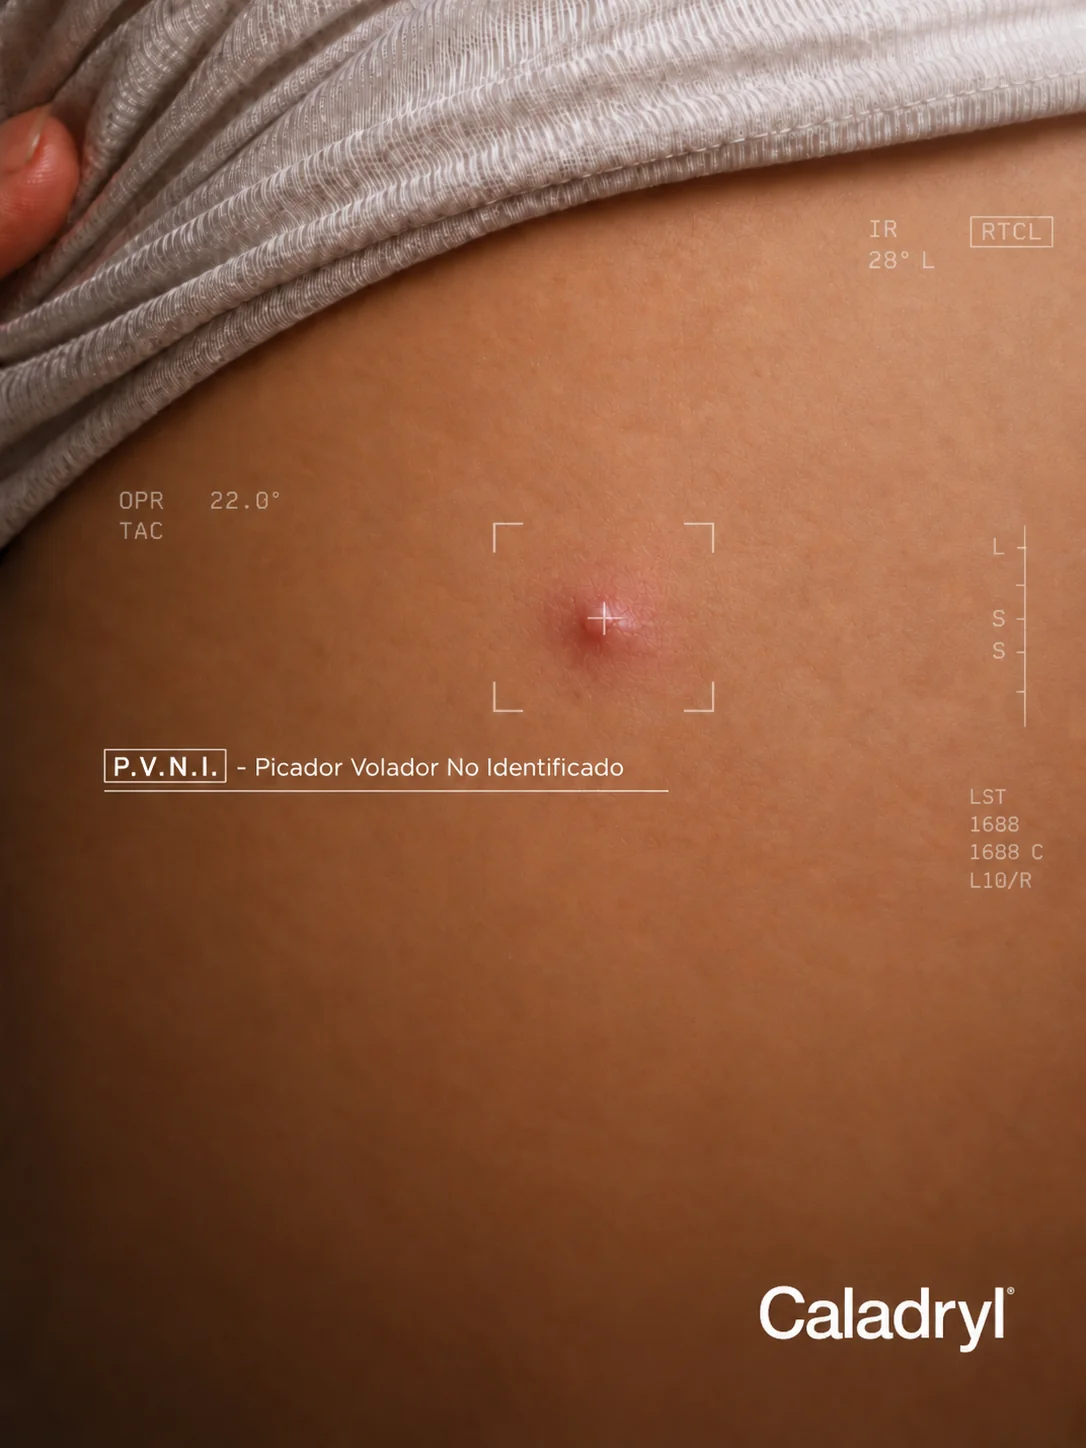 IR RTCL
28° L
OPR 22.0°
TAC
L
S
S
P.V.N.I. - Picador Volador No Identificado
LST
1688
1688 C
L10/R
Caladryl®